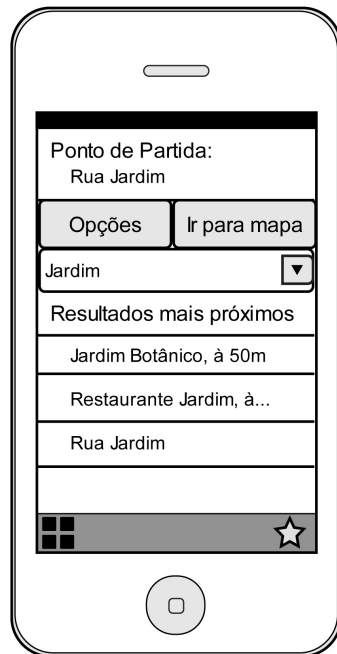 Ponto de Partida:
Rua Jardim
Opções
Ir para mapa
Jardim
Resultados mais próximos
Jardim Botânico, à 50m
Restaurante Jardim, à...
Rua Jardim